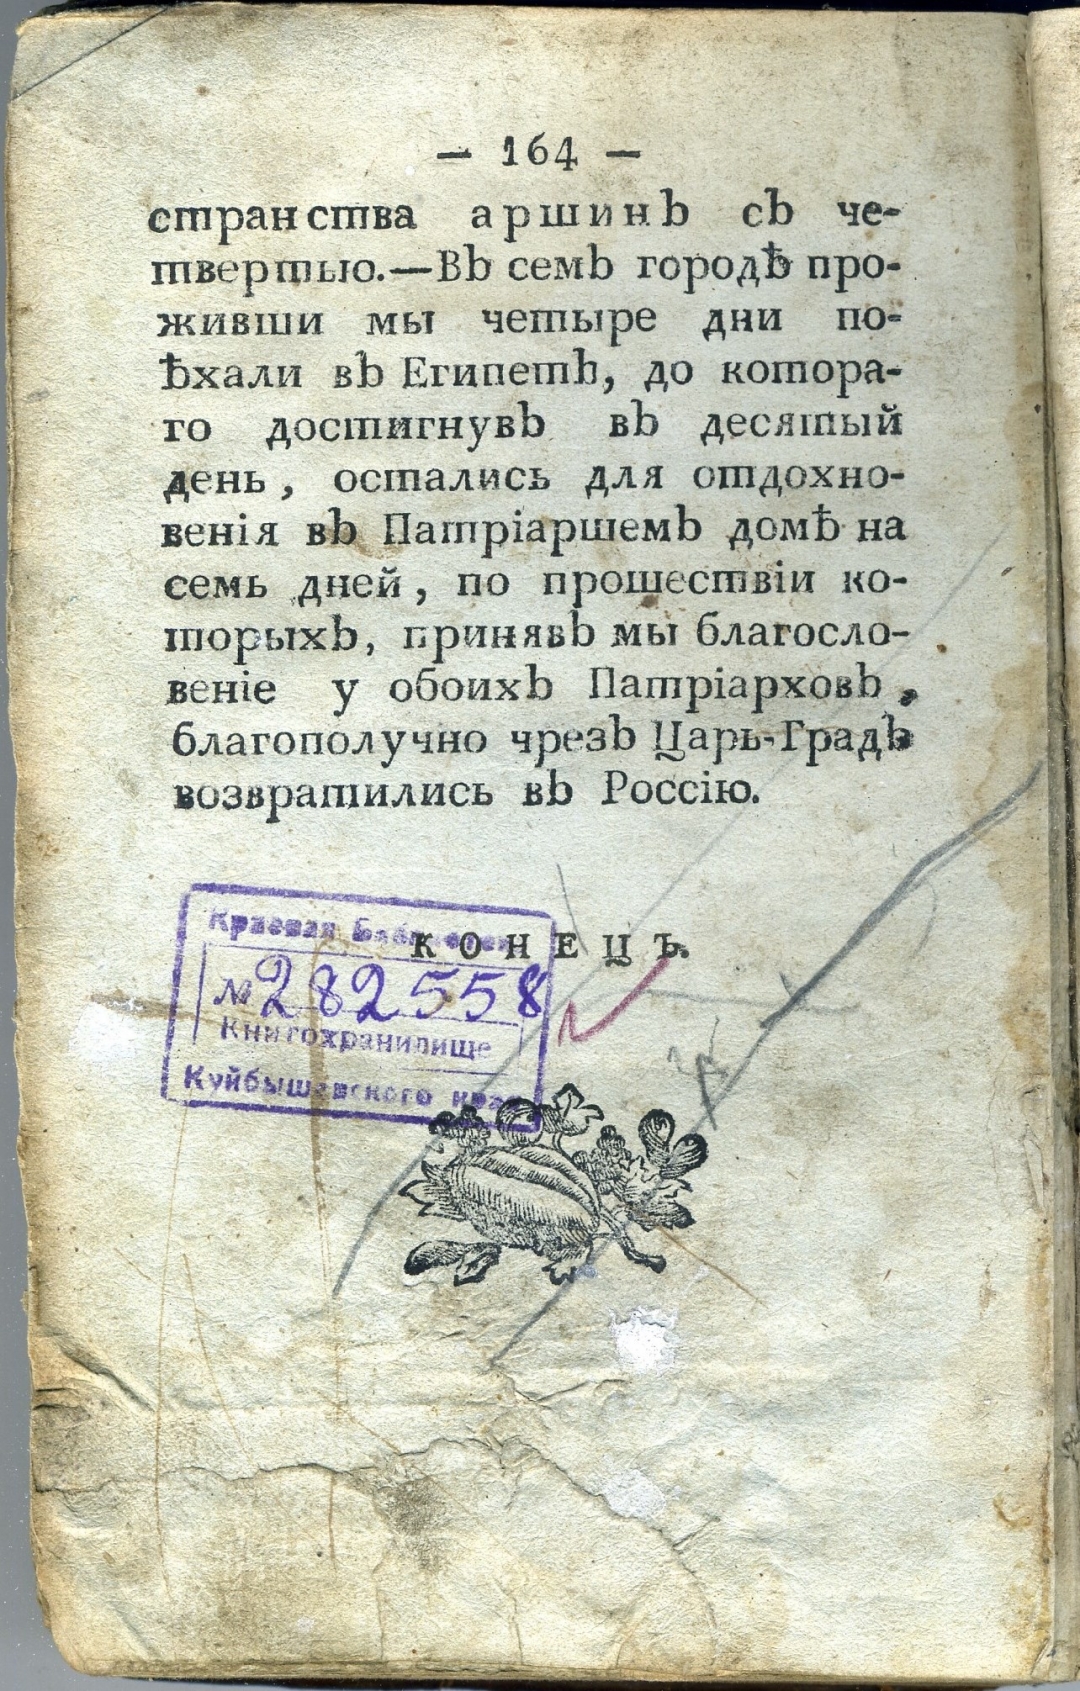 — 164 —
странства аршинъ съ че-
твертью.—Въ семъ городѣ про-
живши мы четыре дни по-
ѣхали въ Египетъ, до котора-
го достигнувъ въ десятый
день, остались для отдохно-
венія въ Патріаршемъ домѣ на
семь дней, по прошествіи ко-
торыхъ, принявъ мы благосло-
веніе у обоихъ Патріарховъ,
благополучно чрезъ Царь-Градъ
возвратились въ Россію.
КОНЕЦЪ.
Краевая Библиотека
№ 282558
Книгохранилище
Куйбышевского края